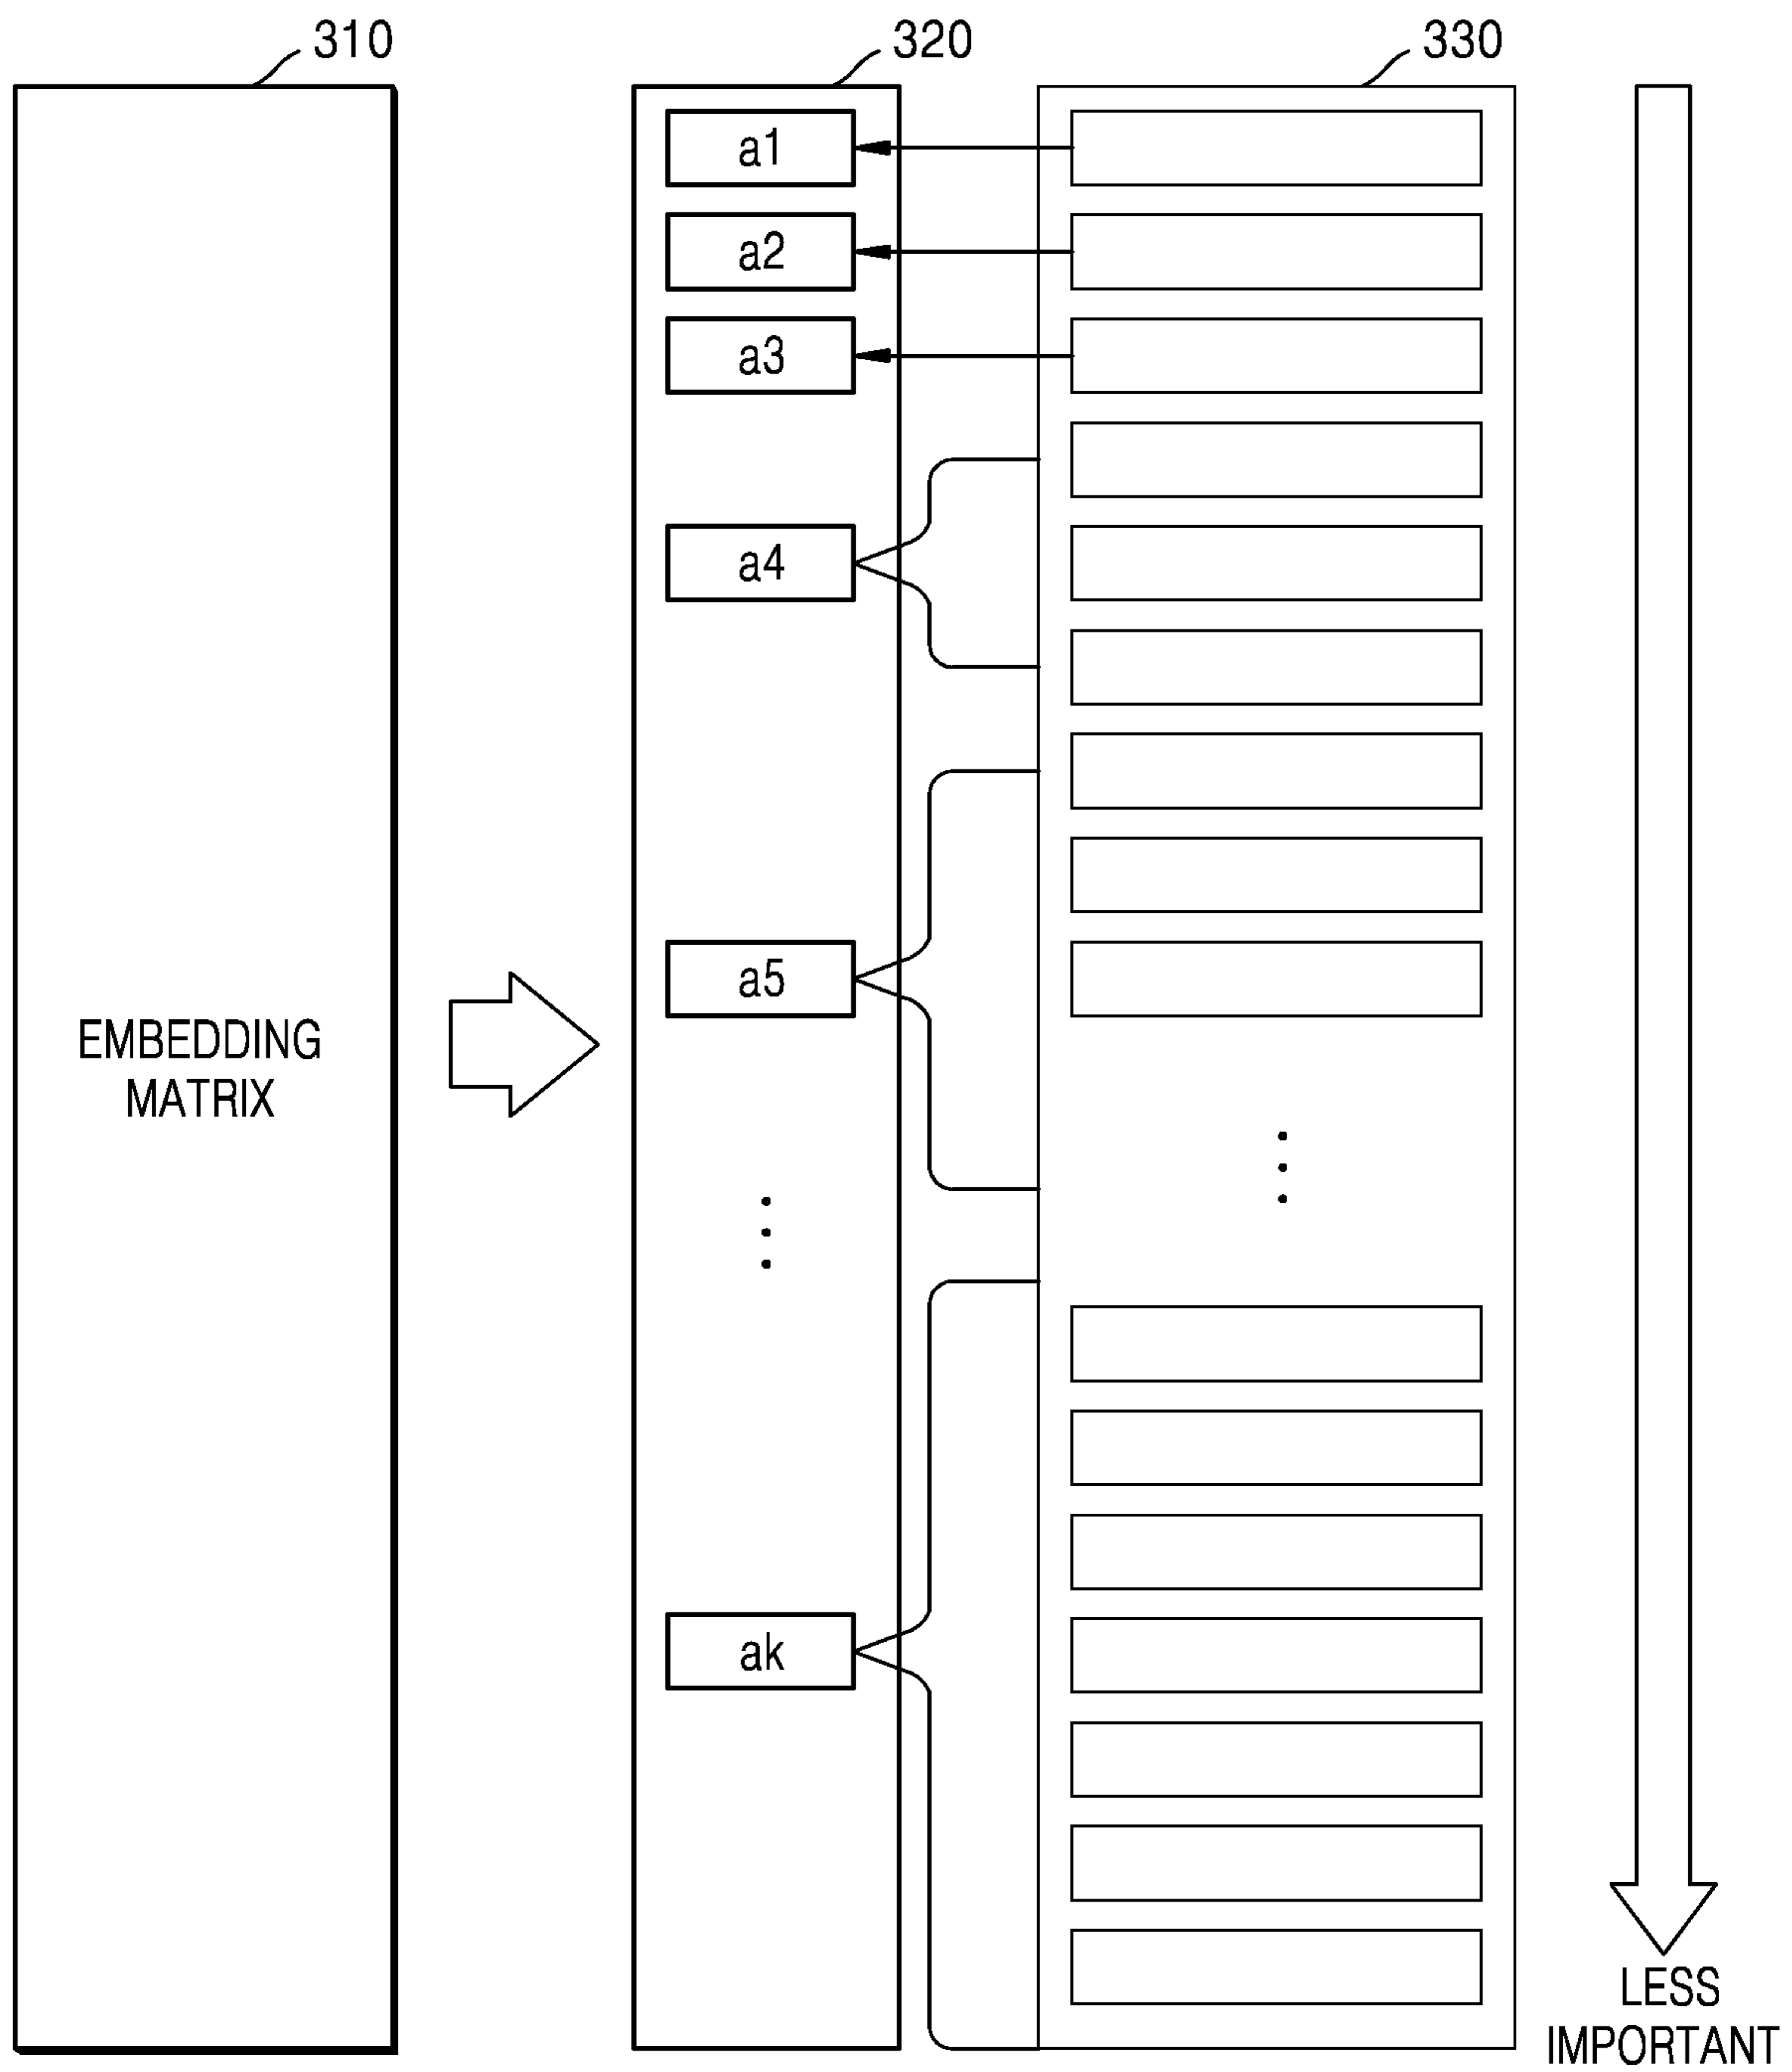 310
320
330
a1
a2
a3
a4
a5
EMBEDDING
MATRIX
ak
LESS
IMPORTANT